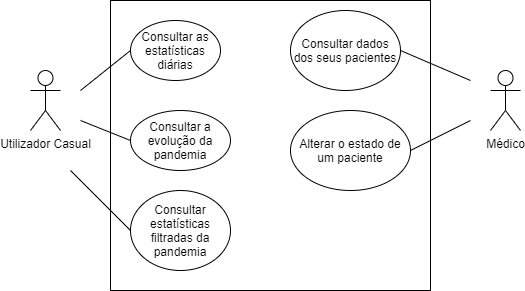 Consultar as
estatísticas
diárias
Consultar dados
dos seus pacientes
Utilizador Casual
Consultar a
evolução da
pandemia
Alterar o estado de
um paciente
Médico
Consultar
estatísticas
filtradas da
pandemia